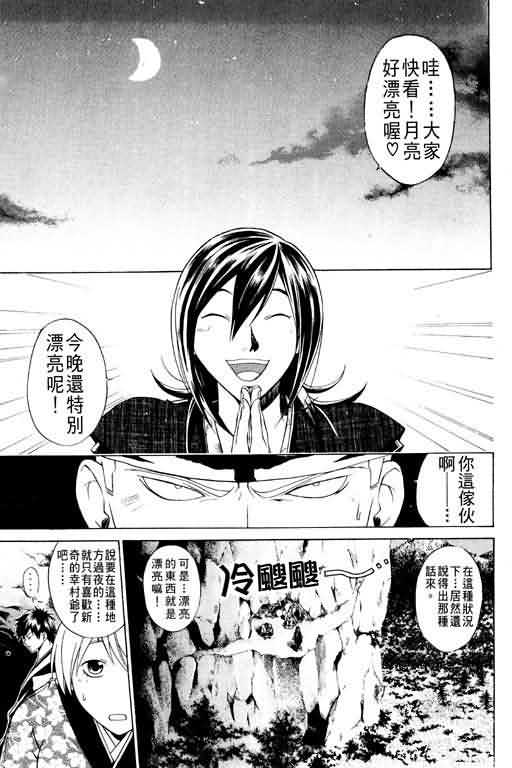 哇……大家
快看！月亮
好漂亮喔♡
今晚還特別
漂亮呢！
你這傢伙
啊………
在這種狀況
下…居然還
說得出那種
話來。
冷颼颼
可是…漂亮
的東西就是
漂亮嘛！
說要在這種地
方過夜的……
就只有喜歡新
奇的幸村爺了
吧……
……